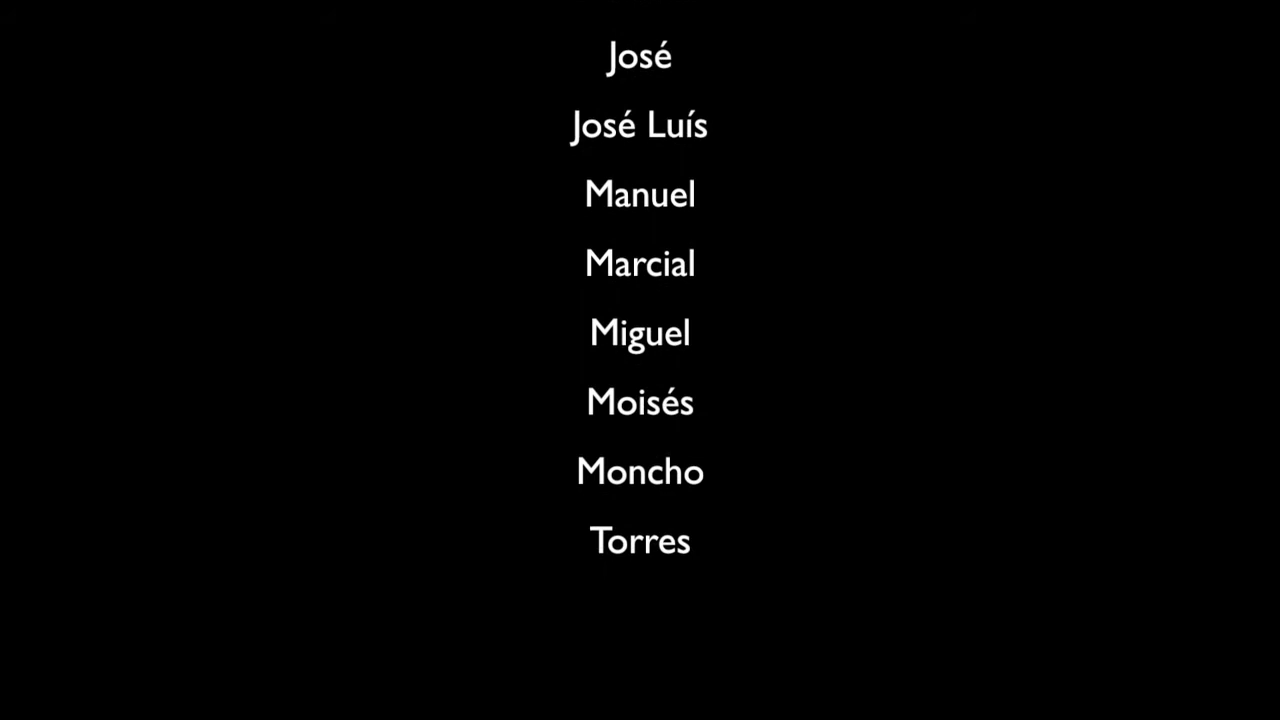 José
José Luís
Manuel
Marcial
Miguel
Moisés
Moncho
Torres